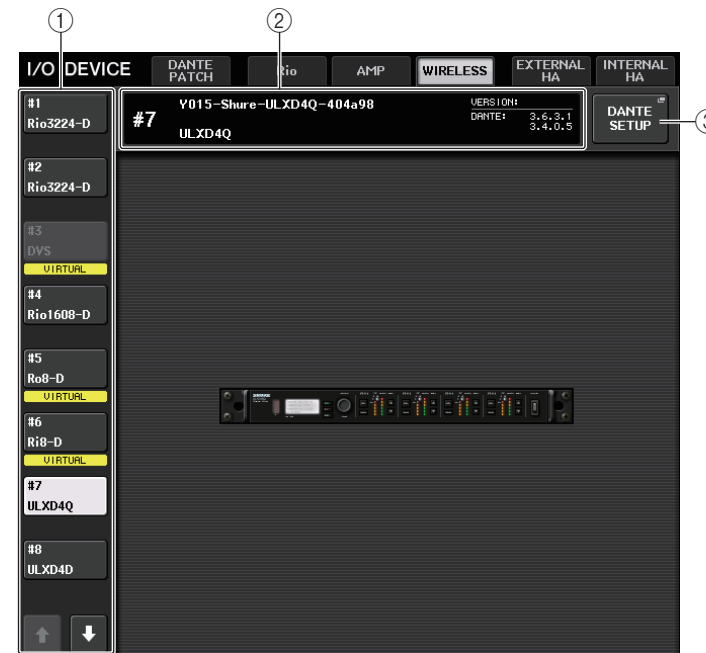 1
2
I/O DEVICE
DANTE PATCH
Rio
AMP
WIRELESS
EXTERNAL HA
INTERNAL HA
#1
Rio3224-D
#7
Y015-Shure-ULXD4Q-404a98
ULXD4Q
VERSION:
DANTE: 3.6.3.1
3.4.0.5
DANTE SETUP
3
#2
Rio3224-D
#3
DVS
VIRTUAL
#4
Rio1608-D
#5
Ro8-D
VIRTUAL
#6
Ri8-D
VIRTUAL
#7
ULXD4Q
#8
ULXD4D